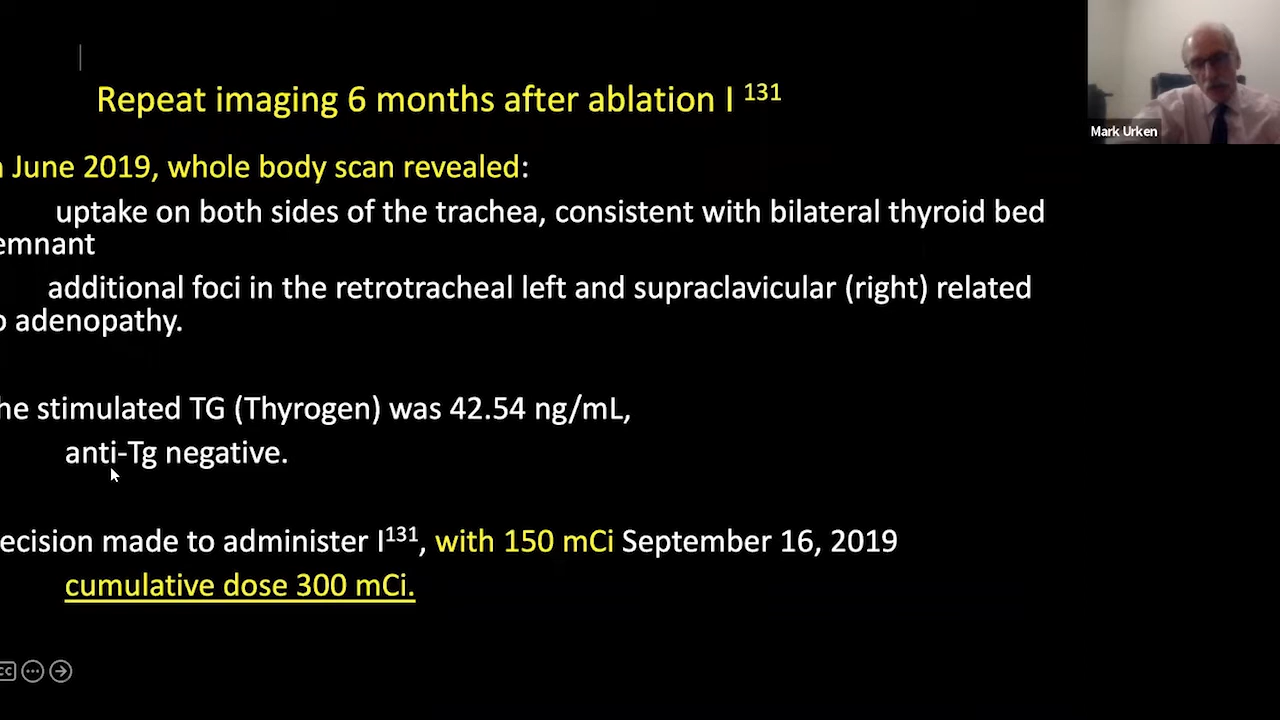 Repeat imaging 6 months after ablation I 131
Mark Urken
June 2019, whole body scan revealed:
uptake on both sides of the trachea, consistent with bilateral thyroid bed
emnant
additional foci in the retrotracheal left and supraclavicular (right) related
o adenopathy.
he stimulated TG (Thyrogen) was 42.54 ng/mL,
anti-Tg negative.
ecision made to administer I131, with 150 mCi September 16, 2019
cumulative dose 300 mCi.
CC